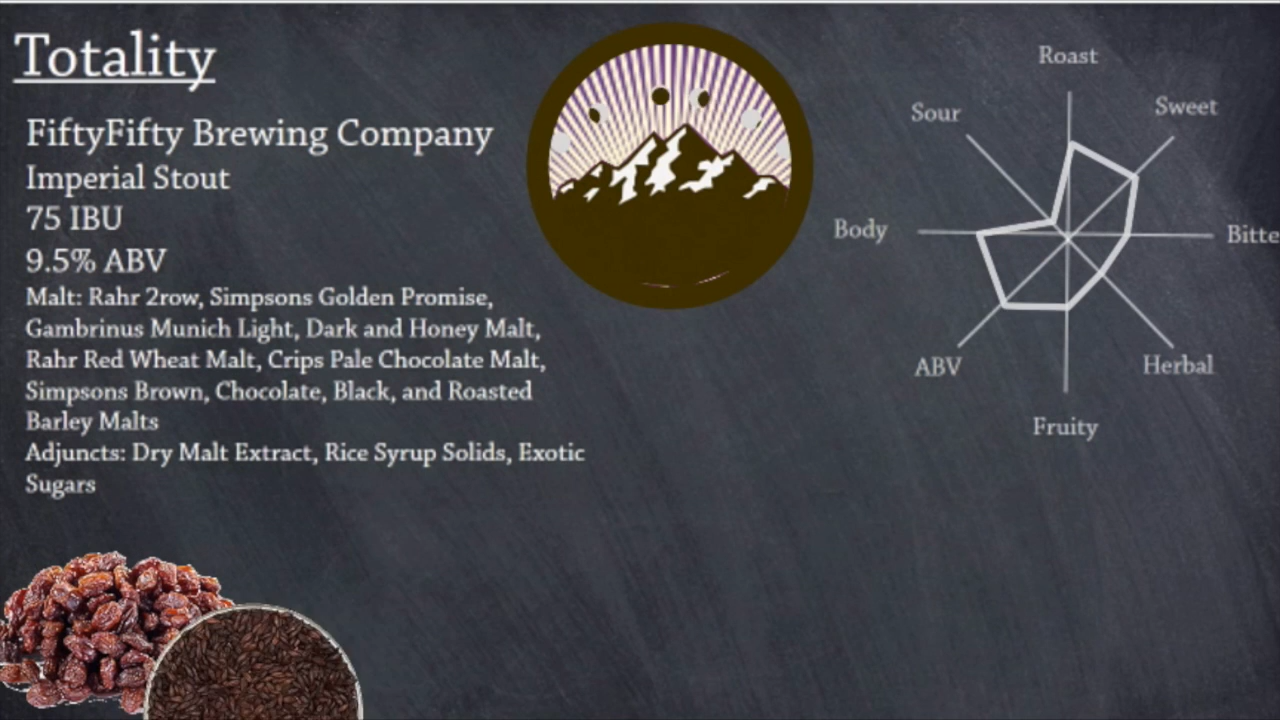 Totality
FiftyFifty Brewing Company
Imperial Stout
75 IBU
9.5% ABV
Malt: Rahr 2row, Simpsons Golden Promise,
Gambrinus Munich Light, Dark and Honey Malt,
Rahr Red Wheat Malt, Crips Pale Chocolate Malt,
Simpsons Brown, Chocolate, Black, and Roasted
Barley Malts
Adjuncts: Dry Malt Extract, Rice Syrup Solids, Exotic
Sugars
Roast
Sour
Sweet
Body
Bitte
ABV
Herbal
Fruity